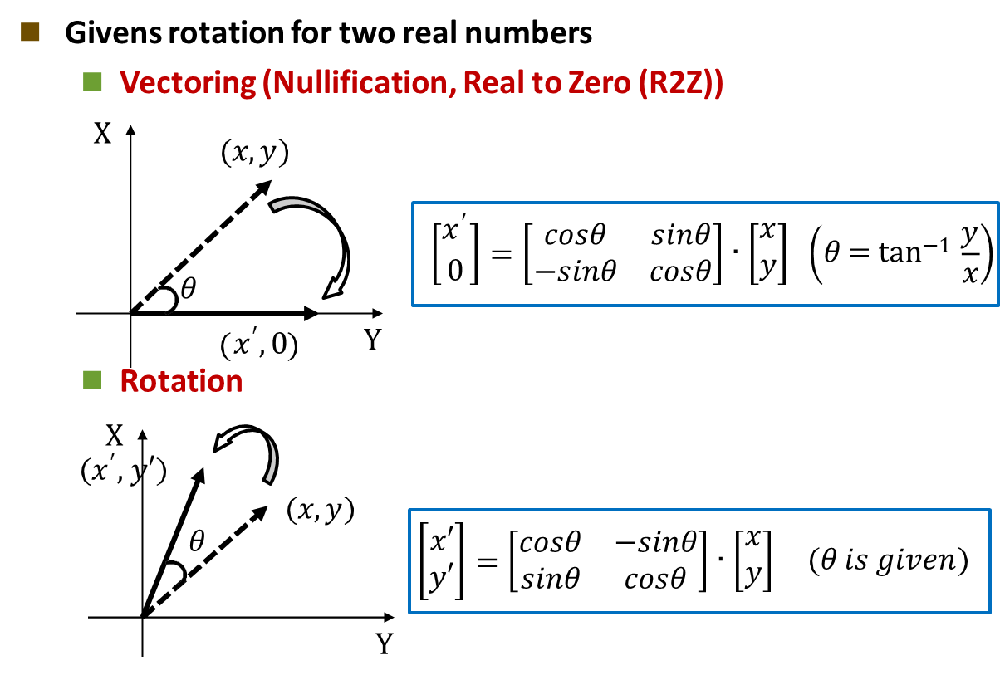 Givens rotation for two real numbers
Vectoring (Nullification, Real to Zero (R2Z))
X
(x, y)
θ
(x′, 0)
Y
[x′ 0] = [cosθ sinθ −sinθ cosθ] · [x y] (θ = tan⁻¹ y/x)
Rotation
X
(x′, y′)
(x, y)
θ
Y
[x′ y′] = [cosθ −sinθ sinθ cosθ] · [x y] (θ is given)